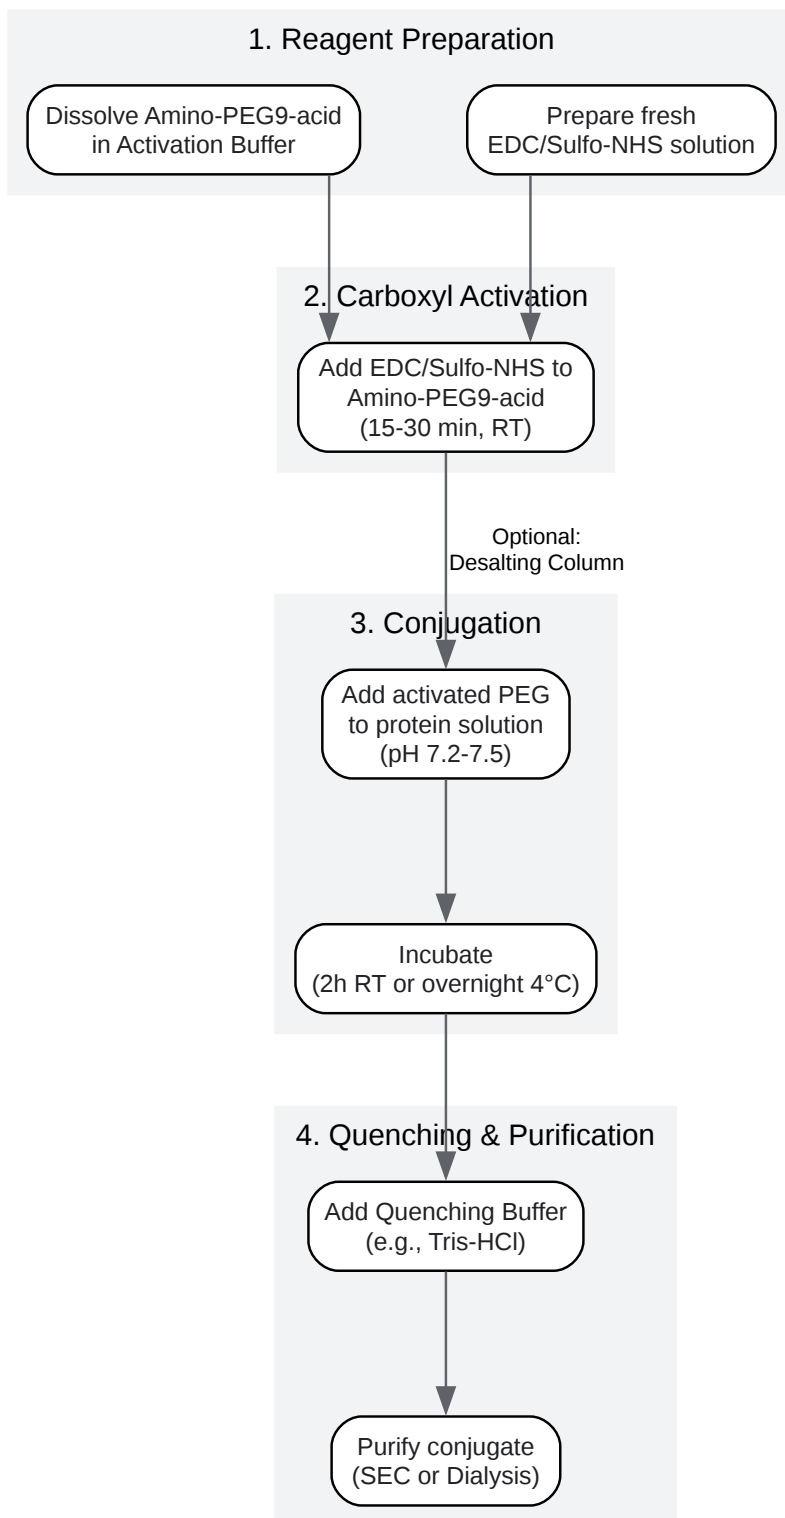 1. Reagent Preparation
Dissolve Amino-PEG9-acid
in Activation Buffer
Prepare fresh
EDC/Sulfo-NHS solution
2. Carboxyl Activation
Add EDC/Sulfo-NHS to
Amino-PEG9-acid
(15-30 min, RT)
Optional:
Desalting Column
3. Conjugation
Add activated PEG
to protein solution
(pH 7.2-7.5)
Incubate
(2h RT or overnight 4°C)
4. Quenching & Purification
Add Quenching Buffer
(e.g., Tris-HCl)
Purify conjugate
(SEC or Dialysis)